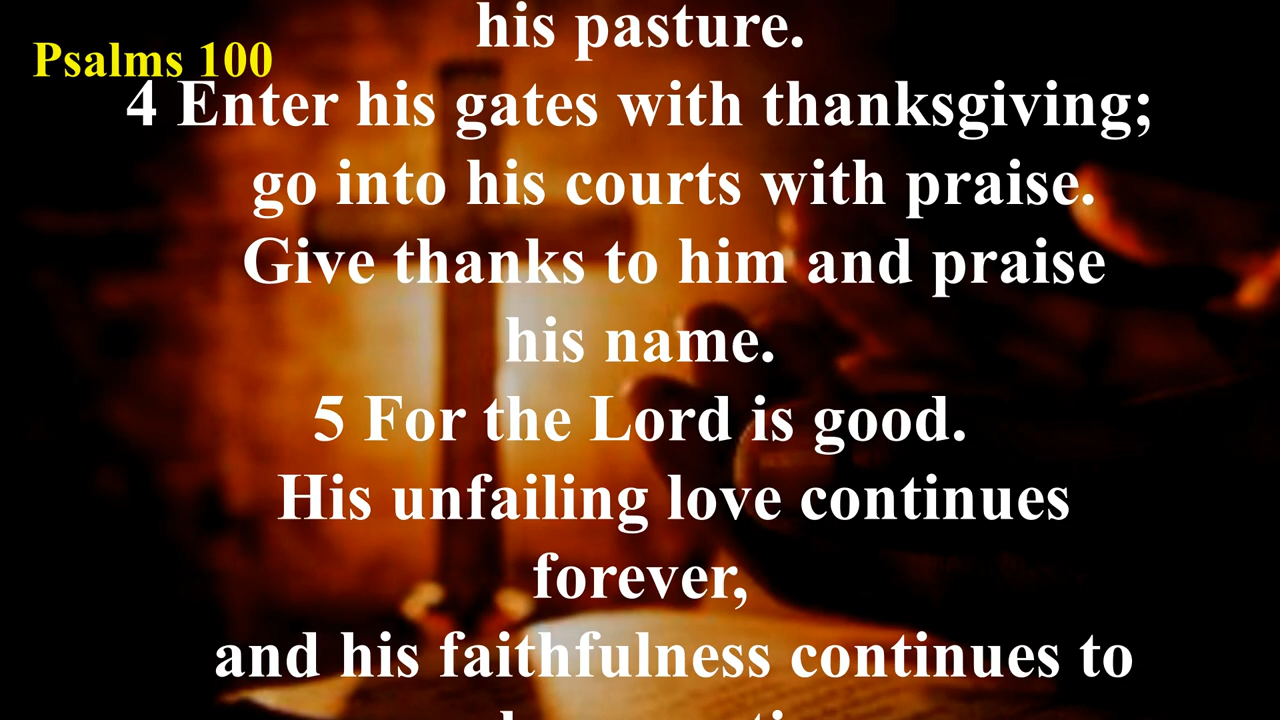 his pasture.
Psalms 100
4 Enter his gates with thanksgiving;
go into his courts with praise.
Give thanks to him and praise
his name.
5 For the Lord is good.
His unfailing love continues
forever,
and his faithfulness continues to